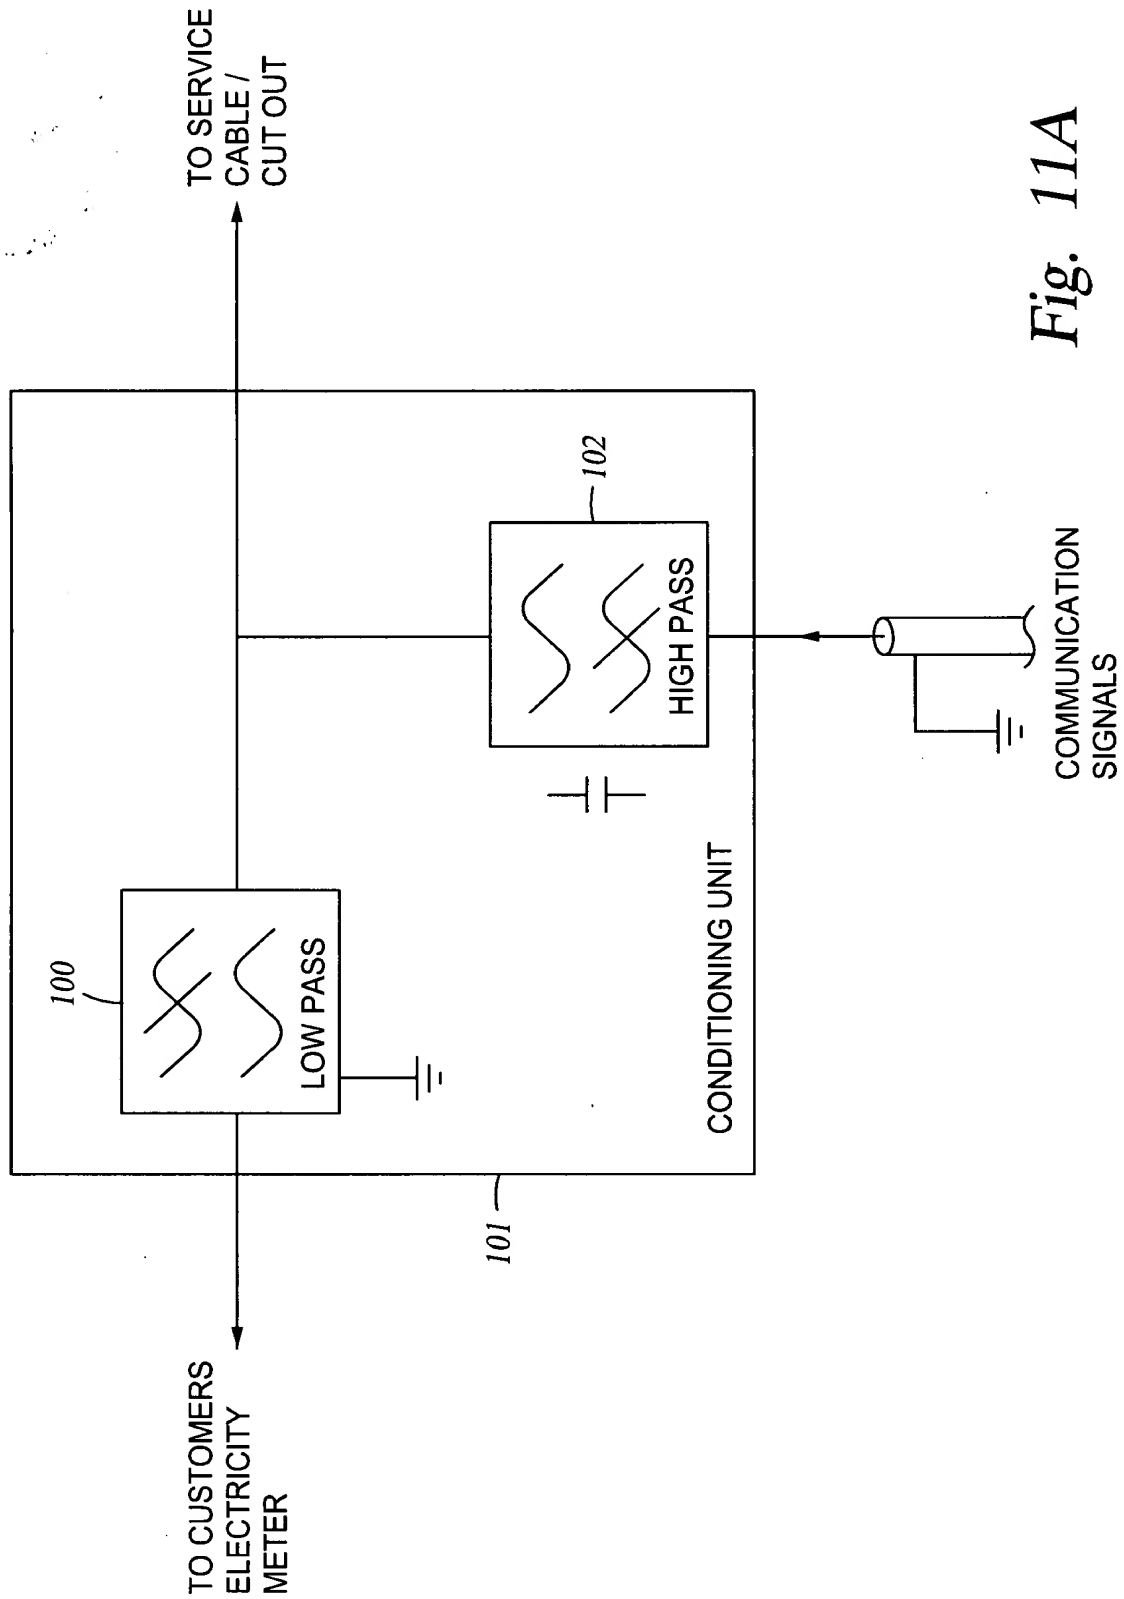 TO CUSTOMERS
ELECTRICITY
METER
100
LOW PASS
TO SERVICE
CABLE /
CUT OUT
102
HIGH PASS
CONDITIONING UNIT
101
COMMUNICATION
SIGNALS
Fig. 11A